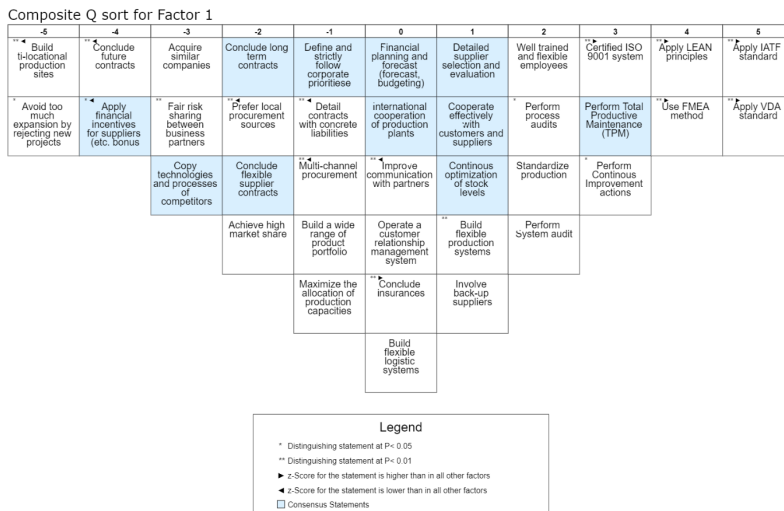 Composite Q sort for Factor 1
-5 -4 -3 -2 -1 0 1 2 3 4 5
** ◄ Build
ti-locational
production
sites
** ◄ Conclude
future
contracts
Acquire
similar
companies
Conclude long
term
contracts
Define and
strictly
follow
corporate
prioritiese
Financial
planning and
forecast
(forecast,
budgeting)
Detailed
supplier
selection and
evaluation
Well trained
and flexible
employees
** ► Certified ISO
9001 system
** ► Apply LEAN
principles
** ► Apply IATF
standard
* Avoid too
much
expansion by
rejecting new
projects
* ◄ Apply
financial
incentives
for suppliers
(etc. bonus
** Fair risk
sharing
between
business
partners
** ◄ Prefer local
procurement
sources
** ◄ Detail
contracts
with concrete
liabilities
international
cooperation
of production
plants
Cooperate
effectively
with
customers and
suppliers
* Perform
process
audits
Perform Total
Productive
Maintenance
(TPM)
** ► Use FMEA
method
** ► Apply VDA
standard
Copy
technologies
and processes
of
competitors
Conclude
flexible
supplier
contracts
** ◄ Multi-channel
procurement
** ◄ Improve
communication
with partners
Continous
optimization
of stock
levels
Standardize
production
* Perform
Continous
Improvement
actions
Achieve high
market share
Build a wide
range of
product
portfolio
Operate a
customer
relationship
management
system
** Build
flexible
production
systems
Perform
System audit
Maximize the
allocation of
production
capacities
** ► Conclude
insurances
Involve
back-up
suppliers
Build
flexible
logistic
systems
Legend
* Distinguishing statement at P< 0.05
** Distinguishing statement at P< 0.01
► z-Score for the statement is higher than in all other factors
◄ z-Score for the statement is lower than in all other factors
Consensus Statements